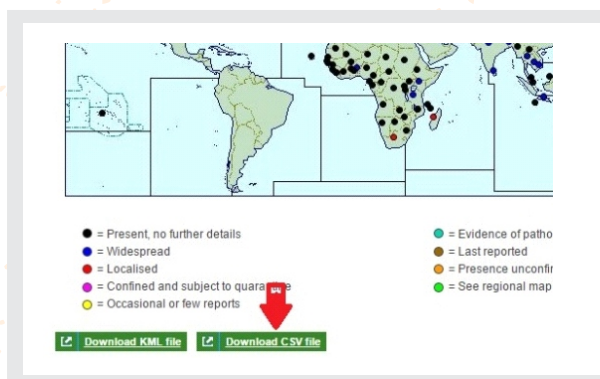 = Present, no further details
= Widespread
= Localised
= Confined and subject to
= Occasional or few reports
= Evidence of patho
= Last reported
= Presence unconfir
= See regional map
Download KML file
Download CSV file